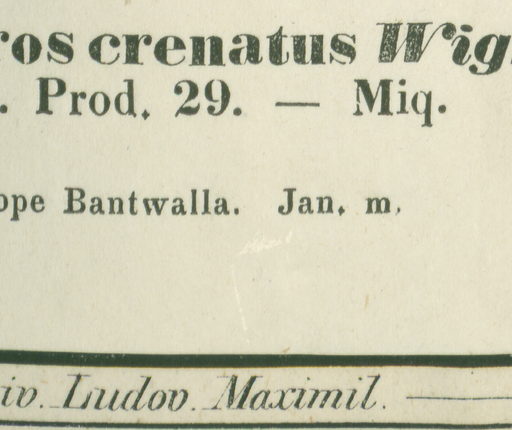 ros crenatus Wig
. Prod. 29. — Miq.
ope Bantwalla. Jan. m.
iv. Ludov. Maximil.